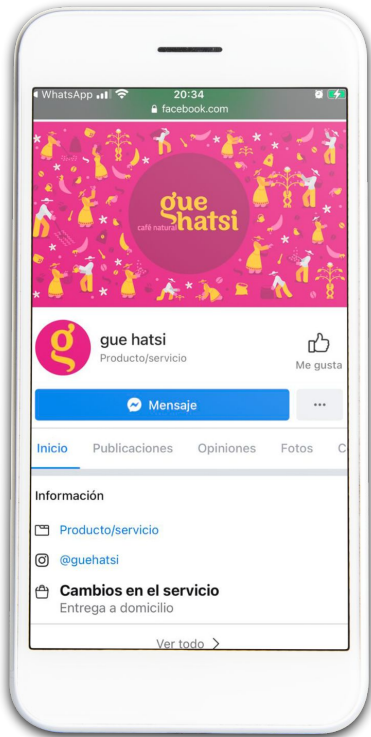 WhatsApp 20:34
facebook.com
gue
café natural hatsi
g
gue hatsi
Producto/servicio
Me gusta
Mensaje
...
Inicio Publicaciones Opiniones Fotos C
Información
Producto/servicio
@guehatsi
Cambios en el servicio
Entrega a domicilio
Ver todo